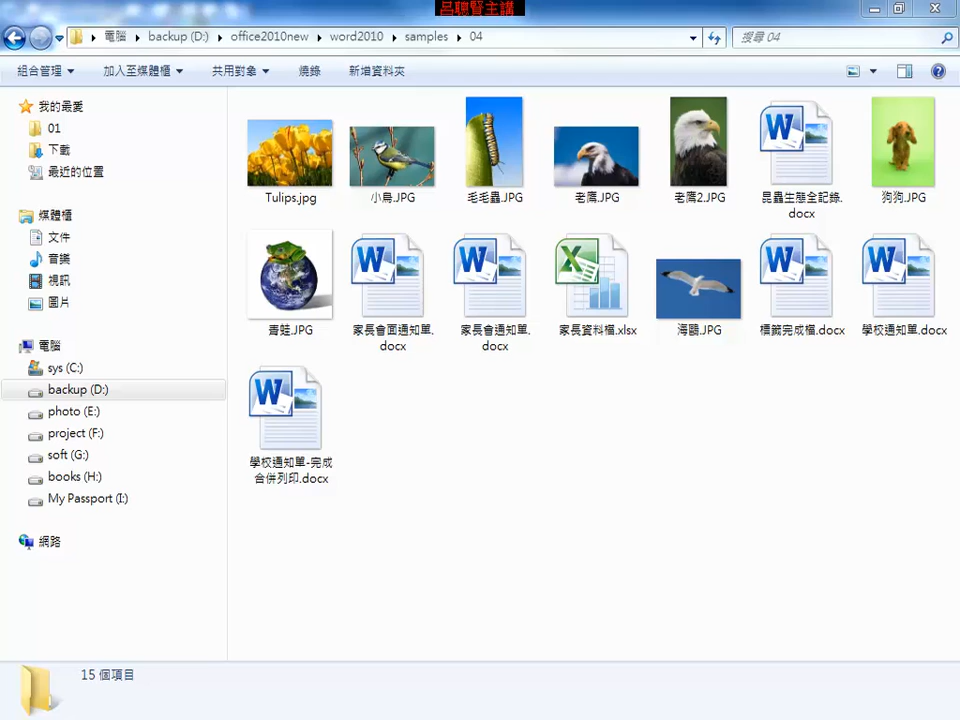 呂聰賢主講
電腦 backup (D:) office2010new word2010 samples 04
搜尋 04
組合管理 加入至媒體櫃 共用對象 燒錄 新增資料夾
我的最愛
01
下載
最近的位置
媒體櫃
文件
音樂
視訊
圖片
電腦
sys (C:)
backup (D:)
photo (E:)
project (F:)
soft (G:)
books (H:)
My Passport (I:)
網路
Tulips.jpg
小鳥.JPG
毛毛蟲.JPG
老鷹.JPG
老鷹2.JPG
昆蟲生態全記錄.
docx
狗狗.JPG
青蛙.JPG
家長會面通知單.
docx
家長會通知單.
docx
家長資料檔.xlsx
海鷗.JPG
標籤完成檔.docx
學校通知單.docx
學校通知單-完成
合併列印.docx
15 個項目